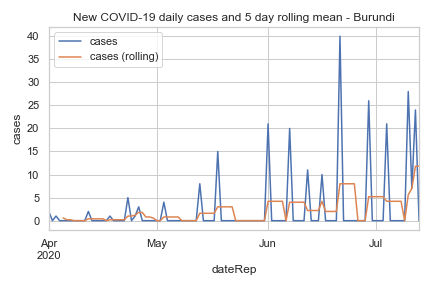 New COVID-19 daily cases and 5 day rolling mean - Burundi
cases
cases (rolling)
cases
40
35
30
25
20
15
10
5
0
Apr
2020
May
Jun
Jul
dateRep